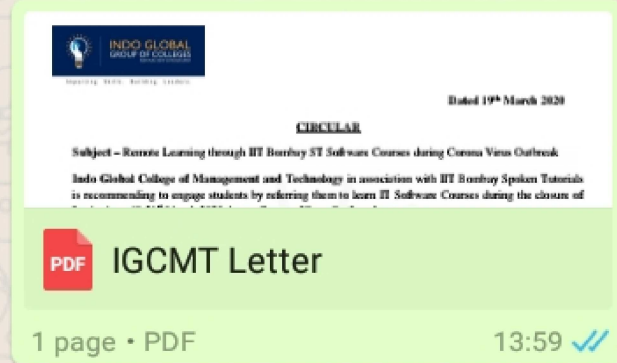 INDO GLOBAL
GROUP OF COLLEGES
Dated 19th March 2020
CIRCULAR
Subject – Remote Learning through IIT Bombay ST Software Courses during Corona Virus Outbreak
Indo Global College of Management and Technology in association with IIT Bombay Spoken Tutorials
is recommending to engage students by referring them to learn IT Software Courses during the closure of
PDF IGCMT Letter
1 page • PDF 13:59